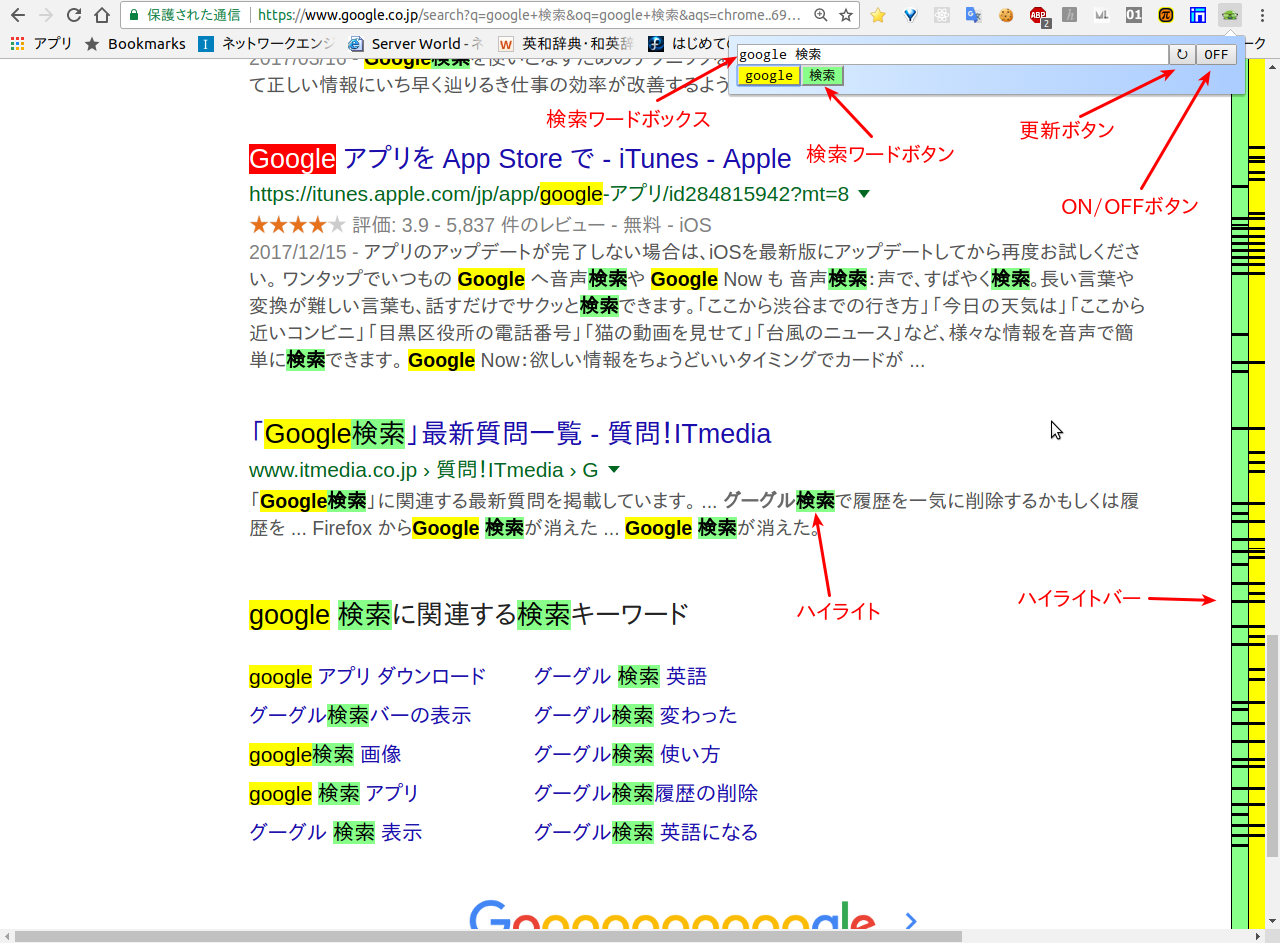 保護された通信
https://www.google.co.jp/search?q=google+検索&oq=google+検索&aqs=chrome..69…
ABP
2
ML
01
アプリ
Bookmarks
ネットワークエンジ
Server World - ネ
英和辞典・和英辞
はじめての
ーク
google 検索
↻
OFF
google
検索
て正しい情報にいち早く辿りるき仕事の効率が改善するよう
検索ワードボックス
検索ワードボタン
更新ボタン
ON/OFFボタン
Google アプリを App Store で - iTunes - Apple
https://itunes.apple.com/jp/app/google-アプリ/id284815942?mt=8 ▼
★★★★★ 評価: 3.9 - 5,837 件のレビュー - 無料 - iOS
2017/12/15 - アプリのアップデートが完了しない場合は、iOSを最新版にアップデートしてから再度お試しくださ
い。 ワンタップでいつもの Google へ音声検索や Google Now も 音声検索：声で、すばやく検索。長い言葉や
変換が難しい言葉も、話すだけでサクッと検索できます。「ここから渋谷までの行き方」「今日の天気は」「ここから
近いコンビニ」「目黒区役所の電話番号」「猫の動画を見せて」「台風のニュース」など、様々な情報を音声で簡
単に検索できます。 Google Now：欲しい情報をちょうどいいタイミングでカードが ...
「Google検索」最新質問一覧 - 質問！ITmedia
www.itmedia.co.jp › 質問！ITmedia › G ▼
「Google検索」に関連する最新質問を掲載しています。 ... グーグル検索で履歴を一気に削除するかもしくは履
歴を ... Firefox からGoogle 検索が消えた ... Google 検索が消えた。
ハイライト
ハイライトバー
google 検索に関連する検索キーワード
google アプリ ダウンロード
グーグル 検索 英語
グーグル検索バーの表示
グーグル検索 変わった
google検索 画像
グーグル検索 使い方
google 検索 アプリ
グーグル検索履歴の削除
グーグル 検索 表示
グーグル検索 英語になる
Goooooooooogle